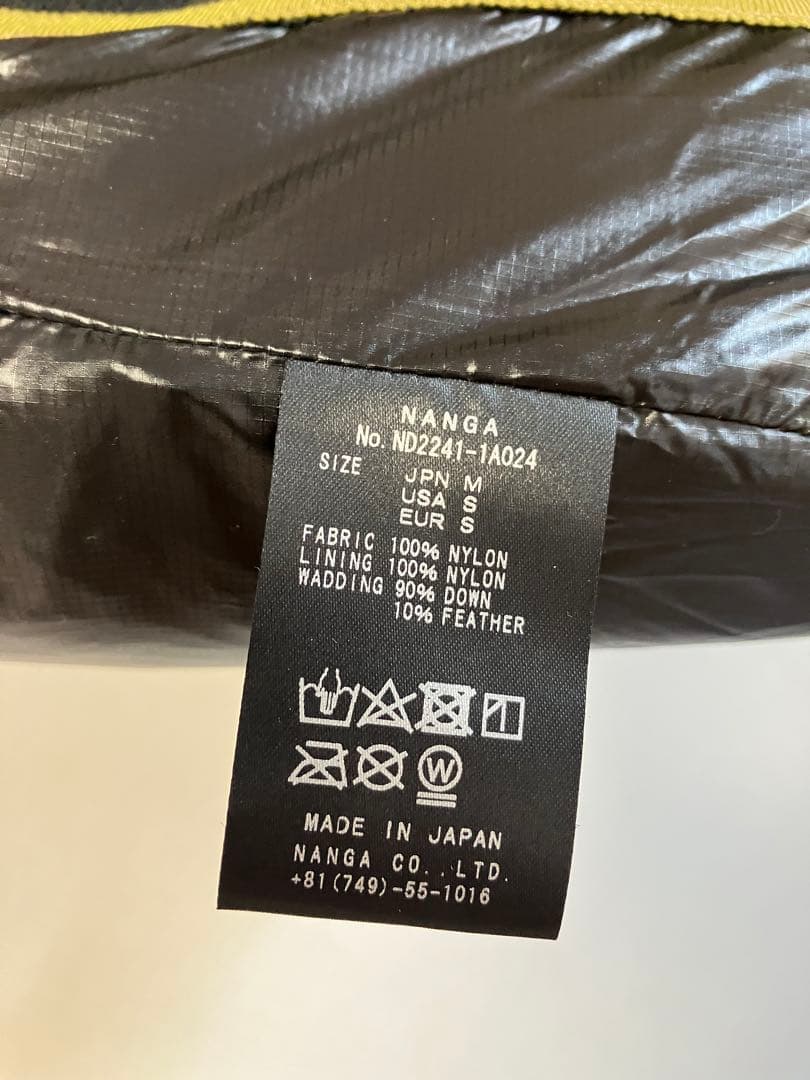 NANGA
No. ND2241-1A024
SIZE JPN M
USA S
EUR S
FABRIC 100% NYLON
LINING 100% NYLON
WADDING 90% DOWN
10% FEATHER
W
MADE IN JAPAN
NANGA CO.,LTD.
+81(749)-55-1016